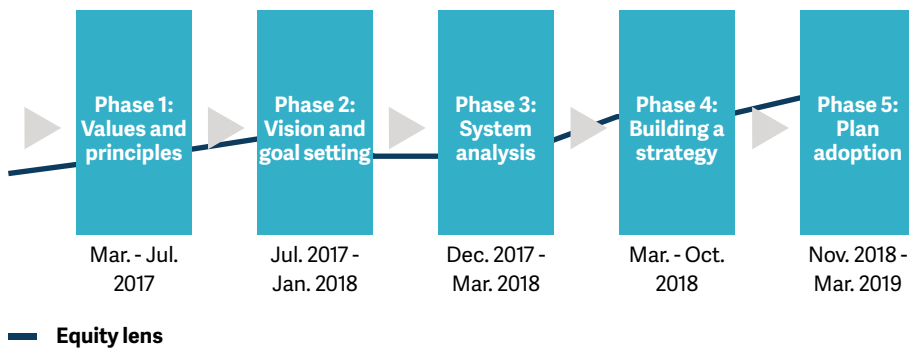 Phase 1:
Values and
principles
Phase 2:
Vision and
goal setting
Phase 3:
System
analysis
Phase 4:
Building a
strategy
Phase 5:
Plan
adoption
Mar. - Jul.
2017
Jul. 2017 -
Jan. 2018
Dec. 2017 -
Mar. 2018
Mar. - Oct.
2018
Nov. 2018 -
Mar. 2019
Equity lens